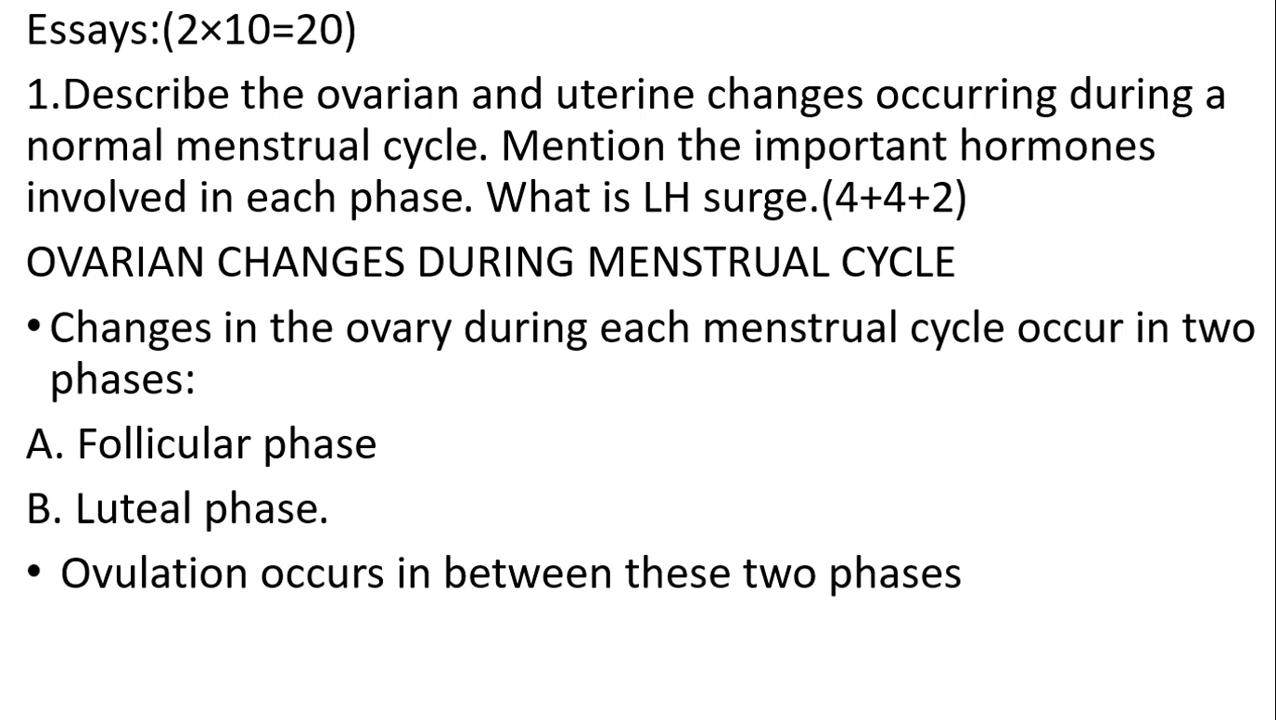 Essays:(2×10=20)
1.Describe the ovarian and uterine changes occurring during a
normal menstrual cycle. Mention the important hormones
involved in each phase. What is LH surge.(4+4+2)
OVARIAN CHANGES DURING MENSTRUAL CYCLE
• Changes in the ovary during each menstrual cycle occur in two
phases:
A. Follicular phase
B. Luteal phase.
• Ovulation occurs in between these two phases